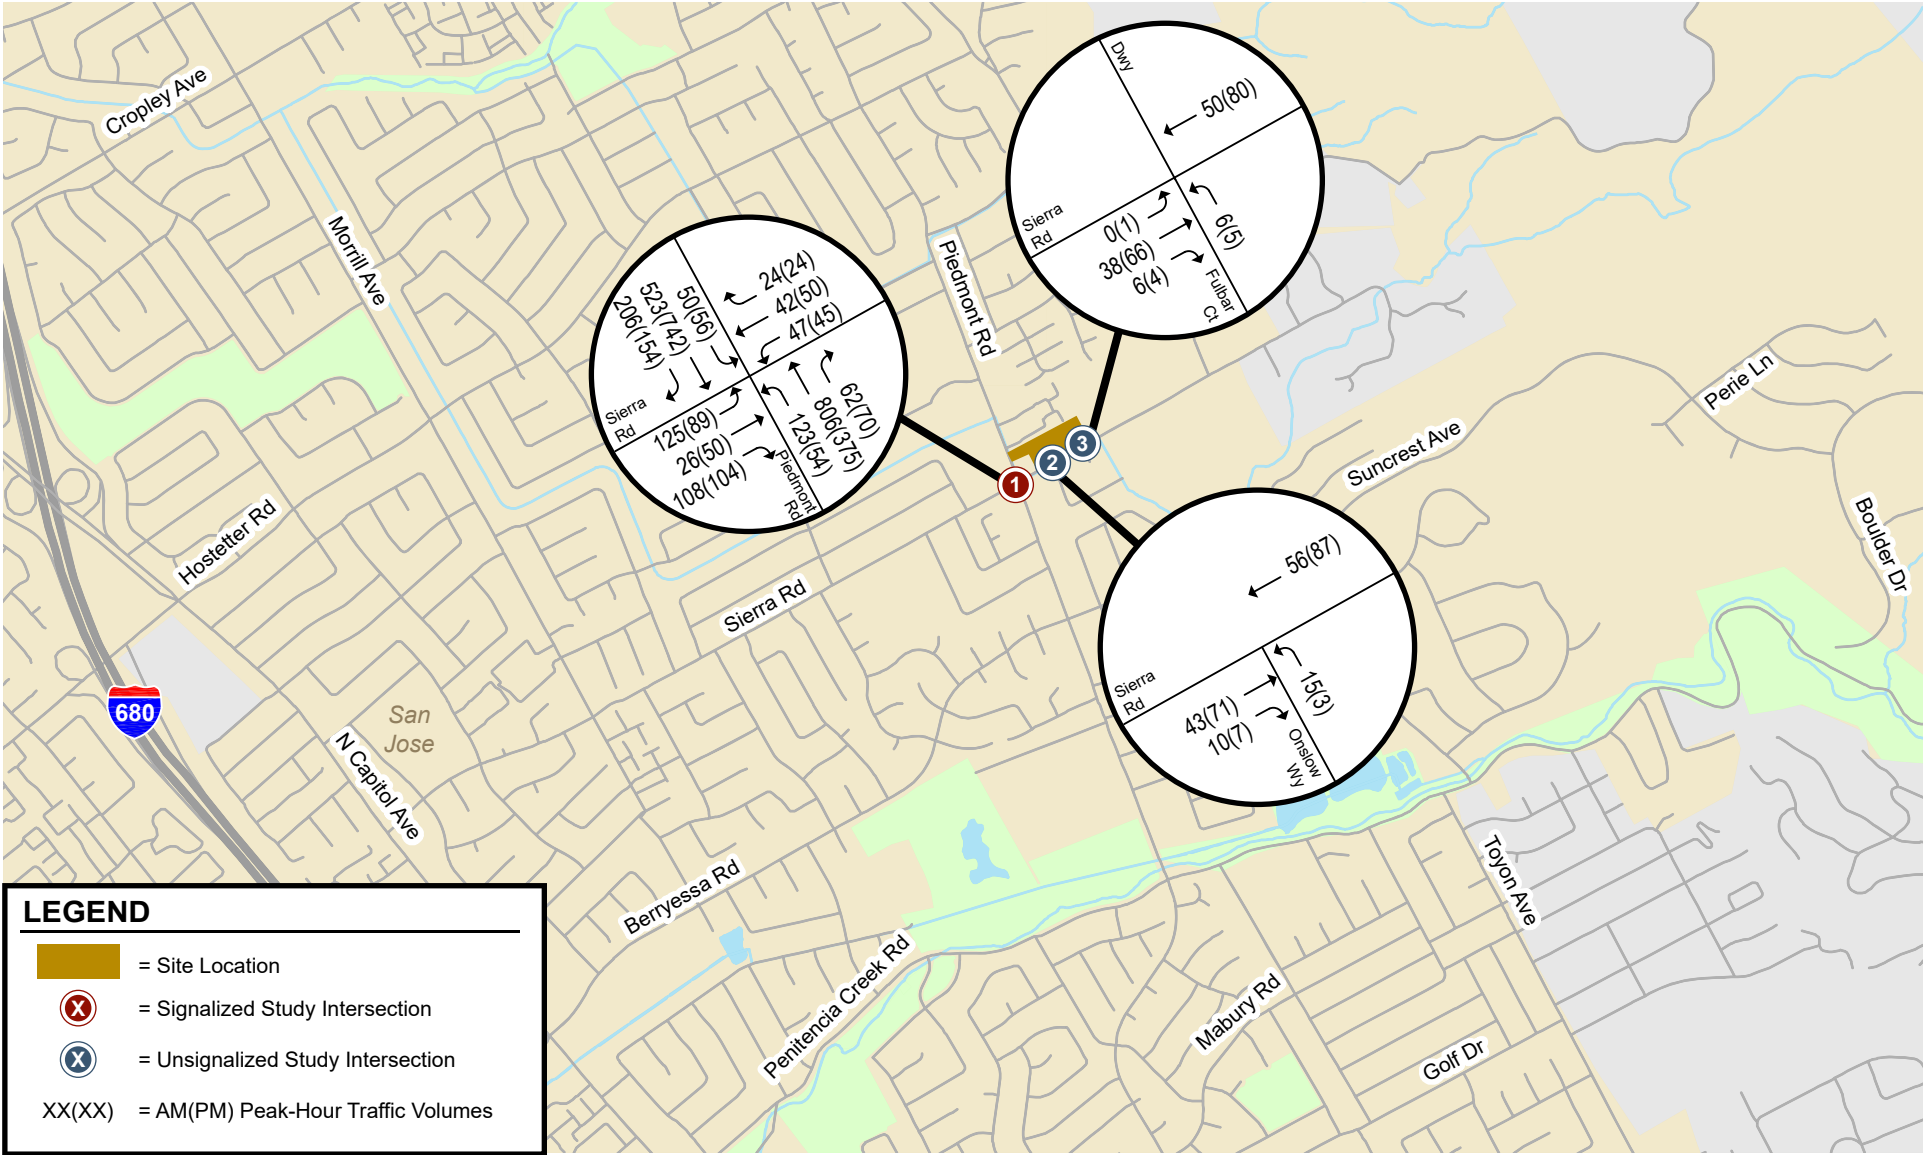 Cropley Ave
Morrill Ave
Hostetter Rd
N Capitol Ave
680
San
Jose
Sierra Rd
Piedmont Rd
Berryessa Rd
Penitencia Creek Rd
Mabury Rd
Golf Dr
Toyon Ave
Suncrest Ave
Perie Ln
Boulder Dr
1
2
3
206(154)
523(742)
50(56)
24(24)
42(50)
47(45)
Sierra
Rd
125(89)
26(50)
108(104)
123(54)
806(375)
62(70)
Piedmont
Rd
Dwy
50(80)
Sierra
Rd
0(1)
38(66)
6(4)
6(5)
Fulbar
Ct
56(87)
Sierra
Rd
43(71)
10(7)
15(3)
Onslow
Wy
LEGEND
= Site Location
X = Signalized Study Intersection
X = Unsignalized Study Intersection
XX(XX) = AM(PM) Peak-Hour Traffic Volumes